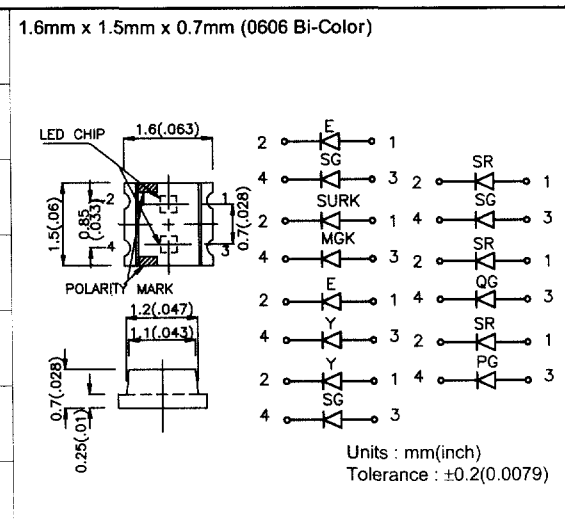 1.6mm x 1.5mm x 0.7mm (0606 Bi-Color)
LED CHIP
1.6(.063)
2
1
4
3
1.5(.06)
0.85
(.033)
0.7(.028)
POLARITY MARK
1.2(.047)
1.1(.043)
0.7(.028)
0.25(.01)
2 E 1
4 SG 3
2 SURK 1
4 MGK 3
2 E 1
4 Y 3
2 Y 1
4 SG 3
2 SR 1
4 SG 3
2 SR 1
4 QG 3
2 SR 1
4 PG 3
Units : mm(inch)
Tolerance : ±0.2(0.0079)